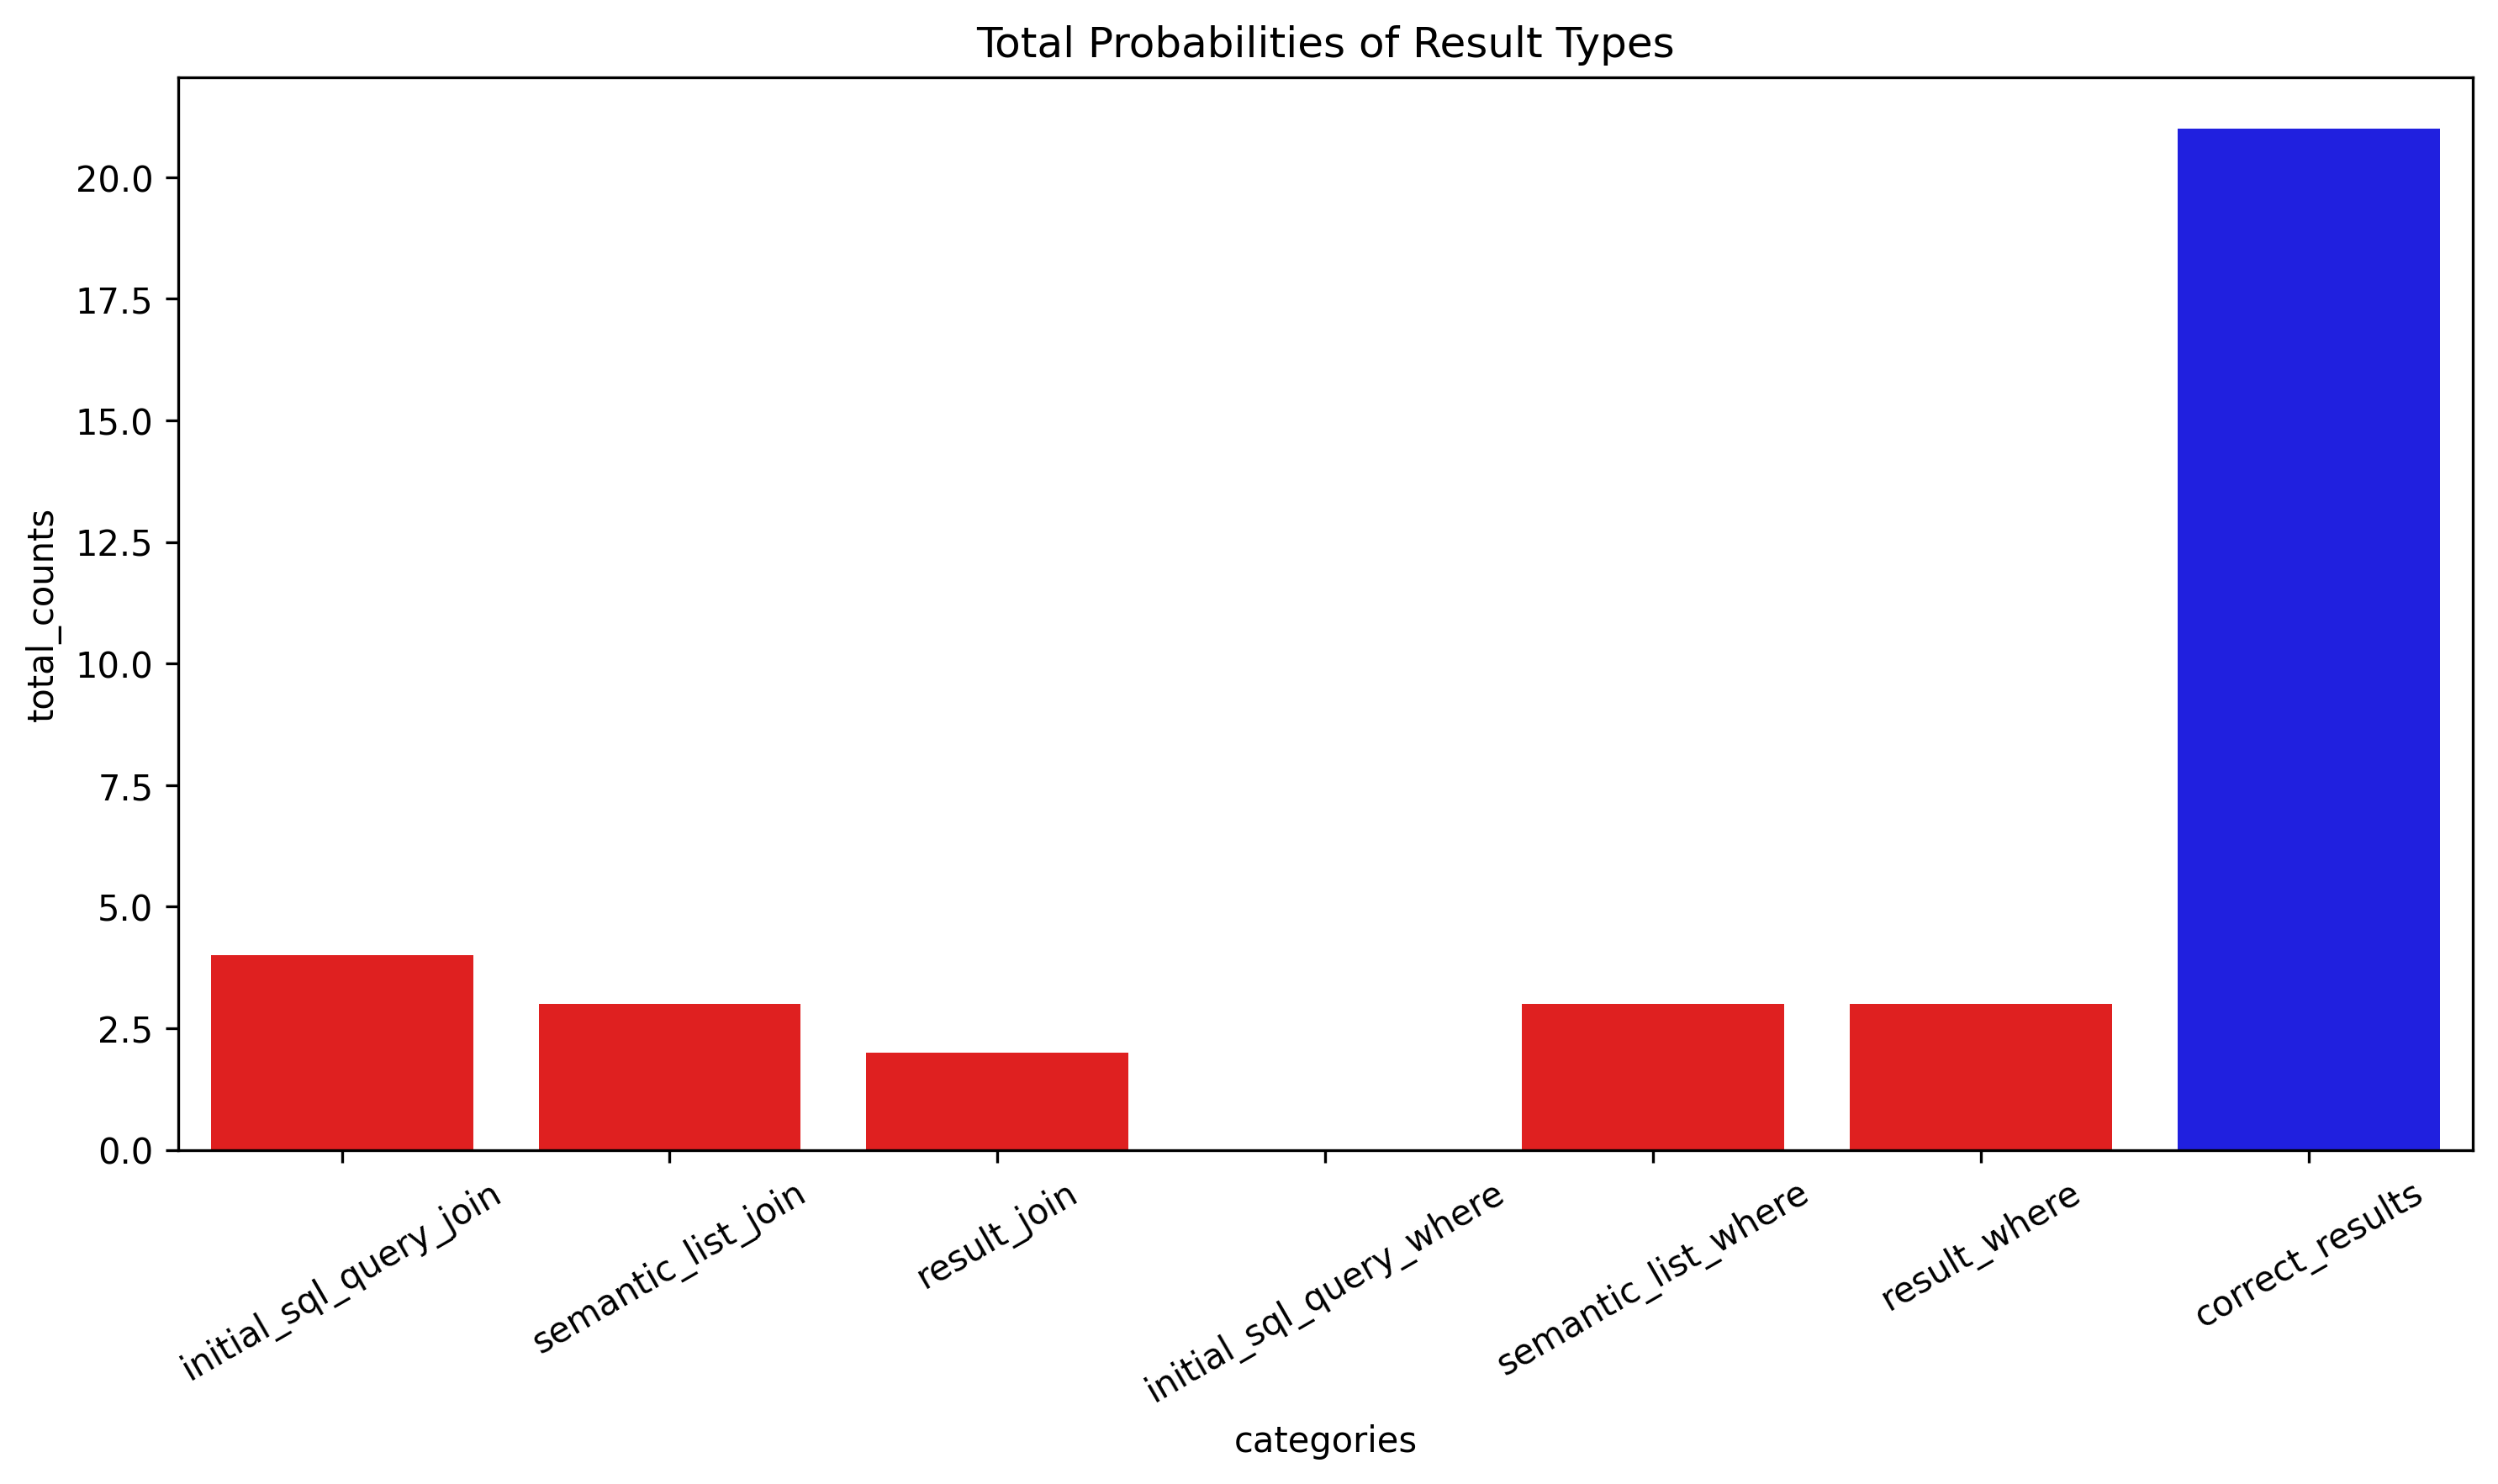 Total Probabilities of Result Types
total_counts
20.0
17.5
15.0
12.5
10.0
7.5
5.0
2.5
0.0
initial_sql_query_join
semantic_list_join
result_join
initial_sql_query_where
semantic_list_where
result_where
correct_results
categories